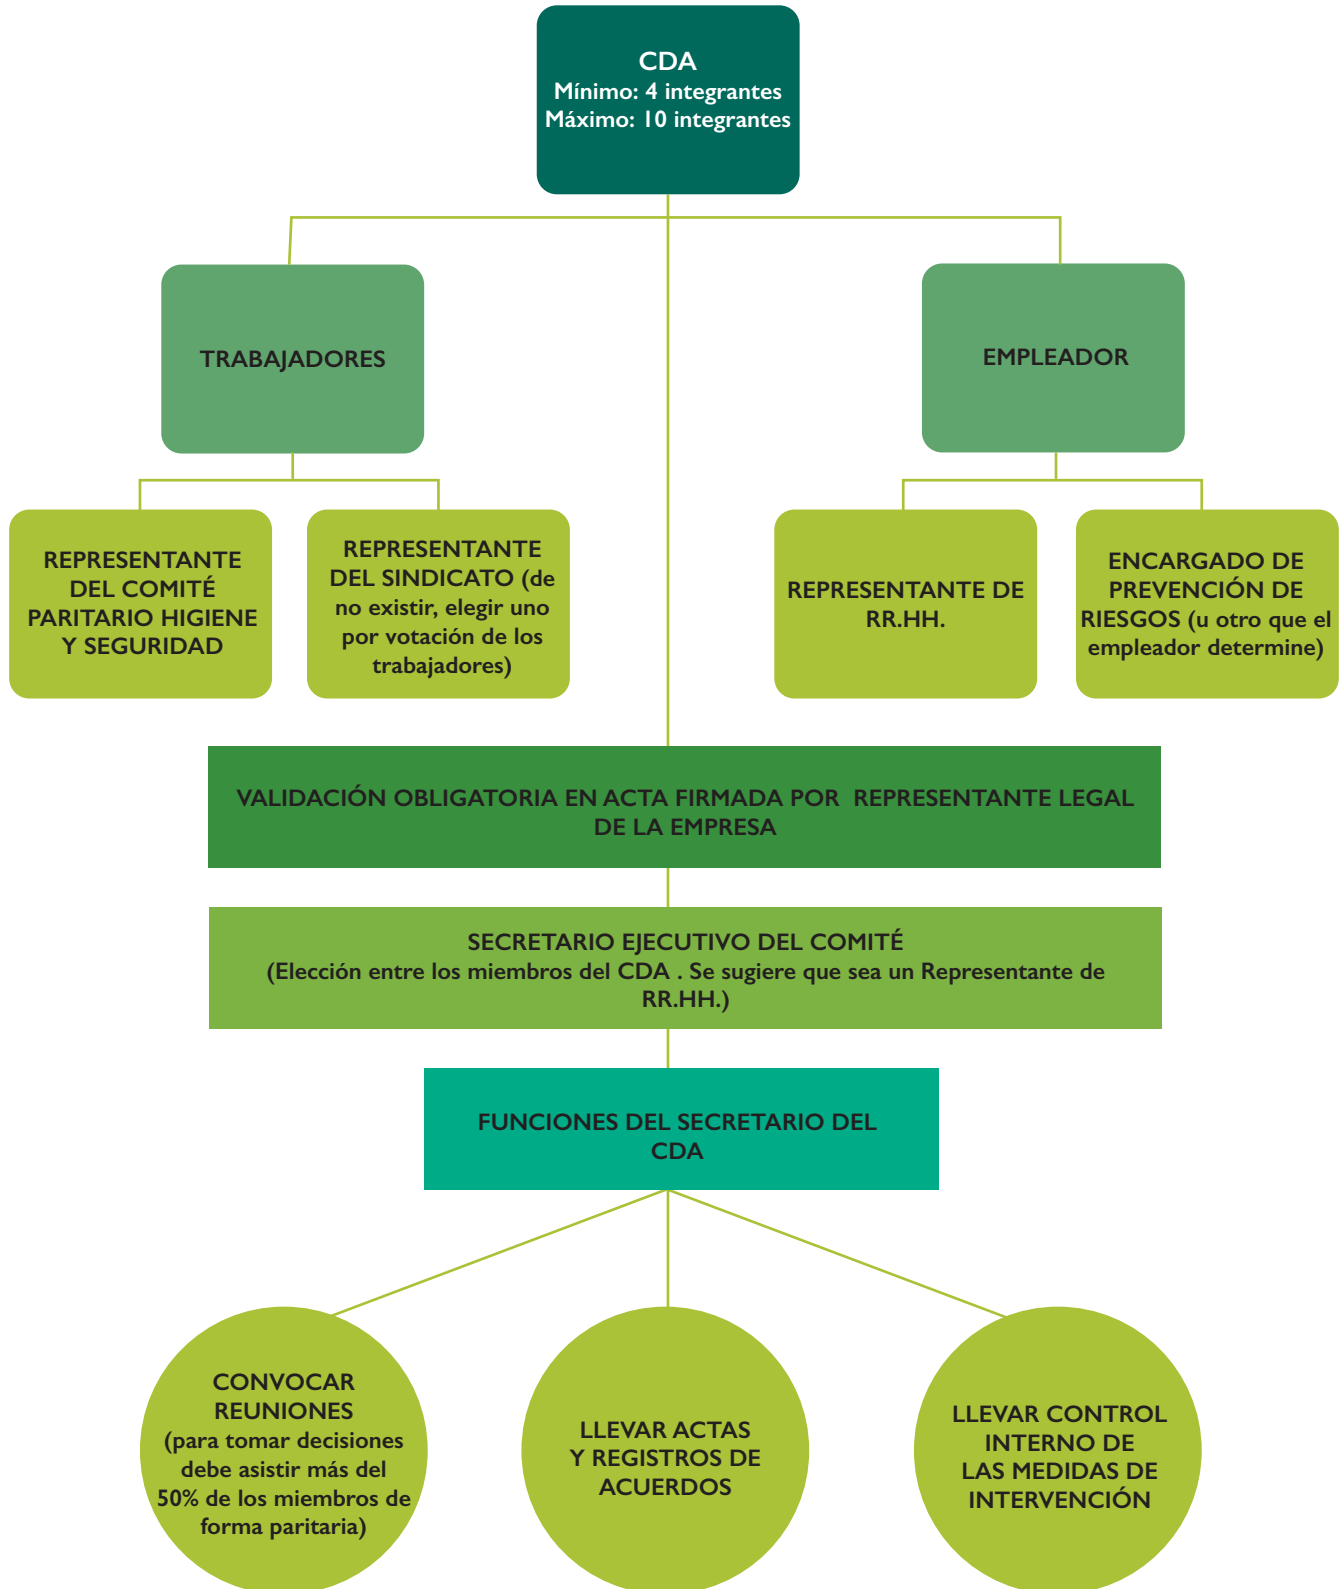 CDA
Mínimo: 4 integrantes
Máximo: 10 integrantes
TRABAJADORES
EMPLEADOR
REPRESENTANTE
DEL COMITÉ
PARITARIO HIGIENE
Y SEGURIDAD
REPRESENTANTE
DEL SINDICATO (de
no existir, elegir uno
por votación de los
trabajadores)
REPRESENTANTE DE
RR.HH.
ENCARGADO DE
PREVENCIÓN DE
RIESGOS (u otro que el
empleador determine)
VALIDACIÓN OBLIGATORIA EN ACTA FIRMADA POR REPRESENTANTE LEGAL
DE LA EMPRESA
SECRETARIO EJECUTIVO DEL COMITÉ
(Elección entre los miembros del CDA . Se sugiere que sea un Representante de
RR.HH.)
FUNCIONES DEL SECRETARIO DEL
CDA
CONVOCAR
REUNIONES
(para tomar decisiones
debe asistir más del
50% de los miembros de
forma paritaria)
LLEVAR ACTAS
Y REGISTROS DE
ACUERDOS
LLEVAR CONTROL
INTERNO DE
LAS MEDIDAS DE
INTERVENCIÓN